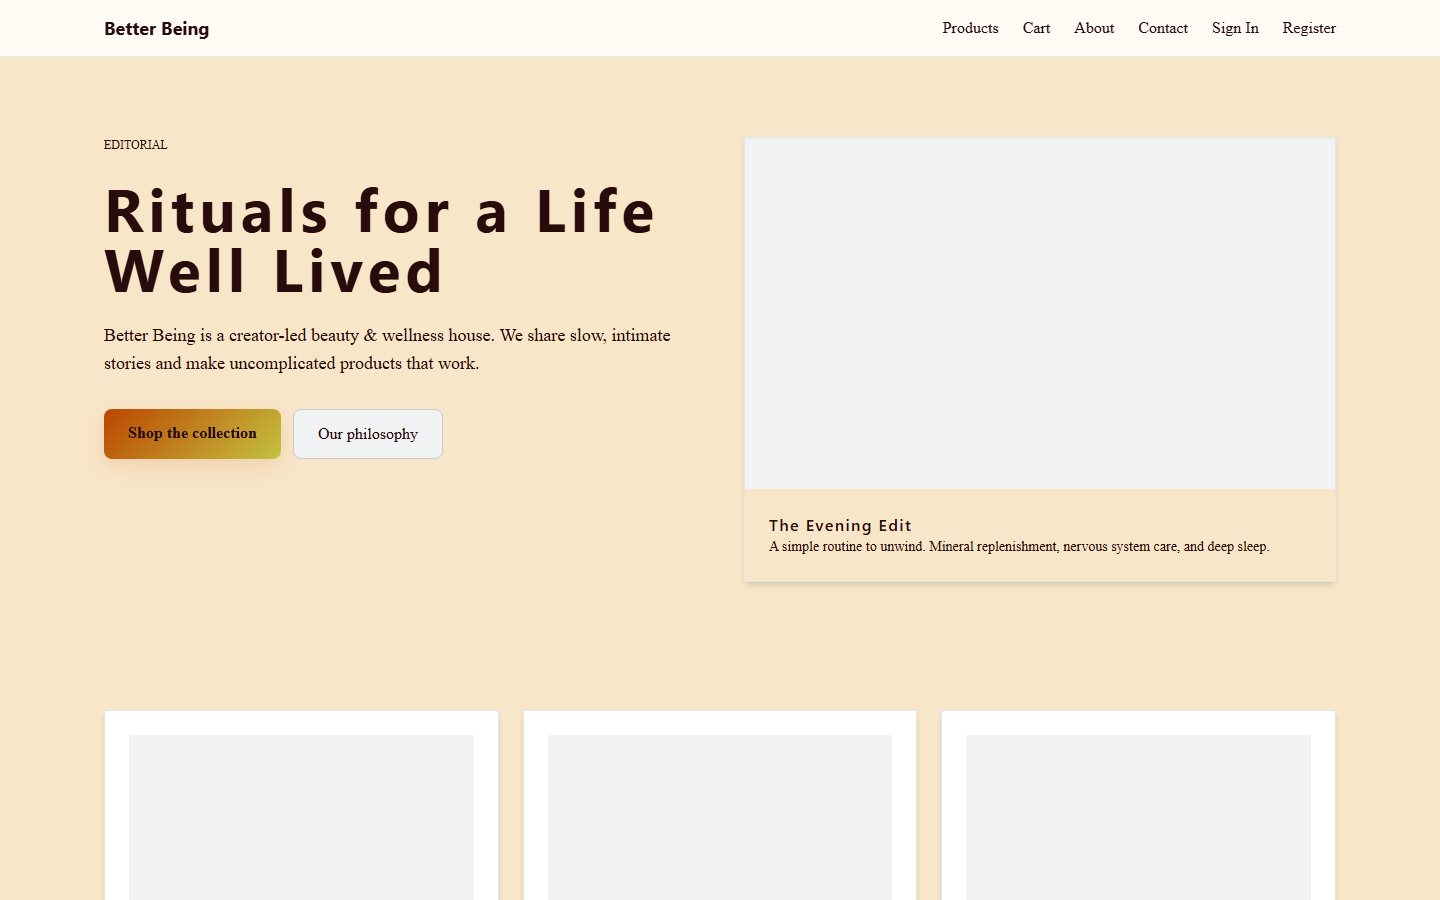 Better Being
Products Cart About Contact Sign In Register
EDITORIAL
Rituals for a Life
Well Lived
Better Being is a creator-led beauty & wellness house. We share slow, intimate
stories and make uncomplicated products that work.
Shop the collection
Our philosophy
The Evening Edit
A simple routine to unwind. Mineral replenishment, nervous system care, and deep sleep.